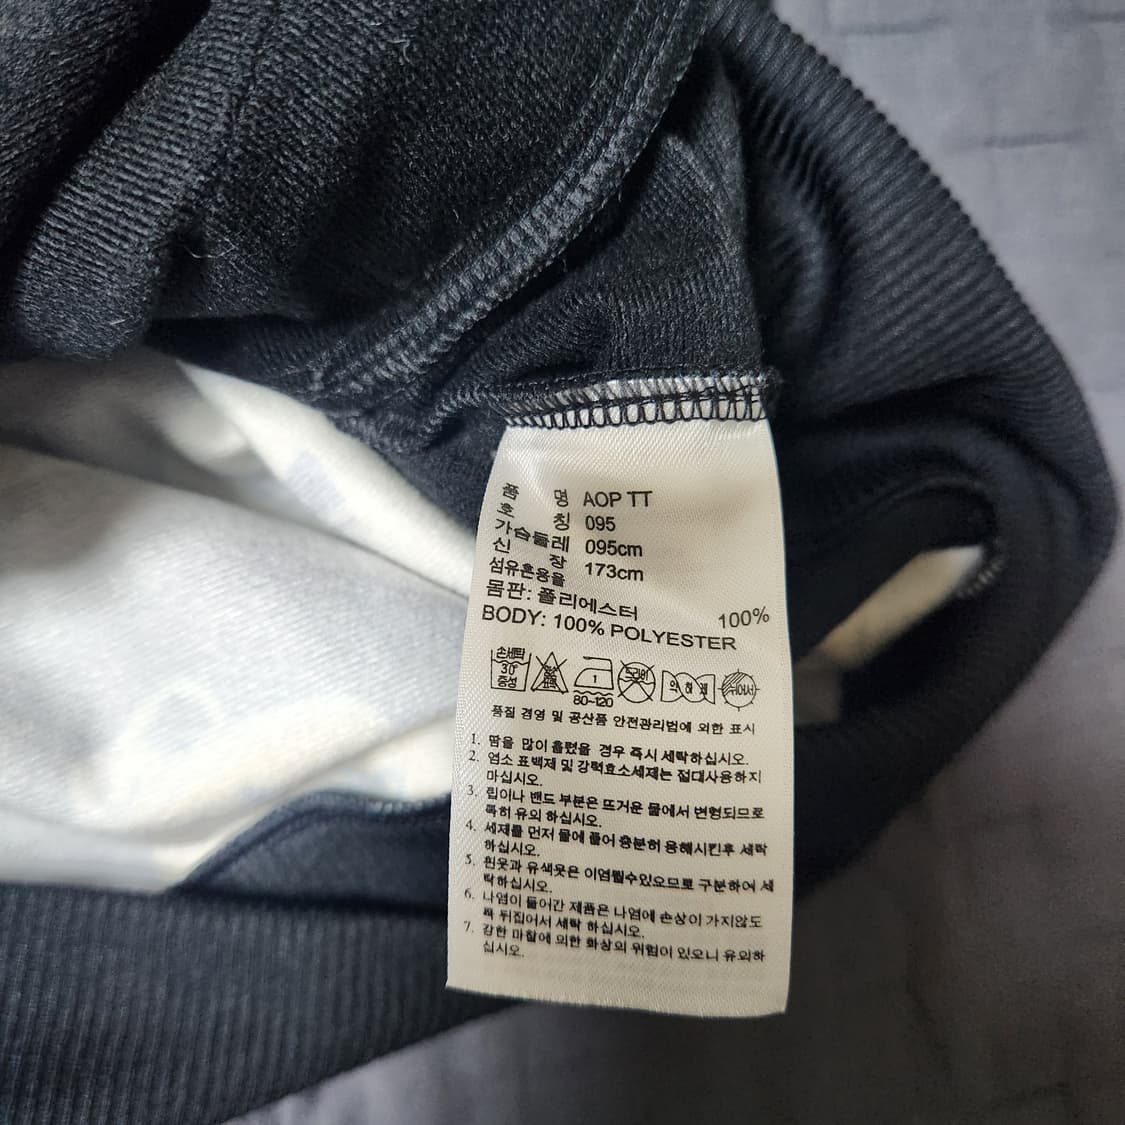 품 명 AOP TT
호 칭 095
가슴둘레 095cm
신 장 173cm
섬유혼용율
몸판: 폴리에스터 100%
BODY: 100% POLYESTER
손세탁 30° 중성 80~120 드라이 약하게 뉘어서
품질 경영 및 공산품 안전관리법에 의한 표시
1. 땀을 많이 흘렸을 경우 즉시 세탁하십시오.
2. 염소 표백제 및 강력효소세제는 절대사용하지
마십시오.
3. 립이나 밴드 부분은 뜨거운 물에서 변형되므로
특히 유의 하십시오.
4. 세제를 먼저 물에 풀어 충분히 용해시킨후 세탁
하십시오.
5. 흰옷과 유색옷은 이염될수있으므로 구분하여 세
탁하십시오.
6. 나염이 들어간 제품은 나염에 손상이 가지않도
록 뒤집어서 세탁 하십시오.
7. 강한 마찰에 의한 화상의 위험이 있으니 유의하
십시오.